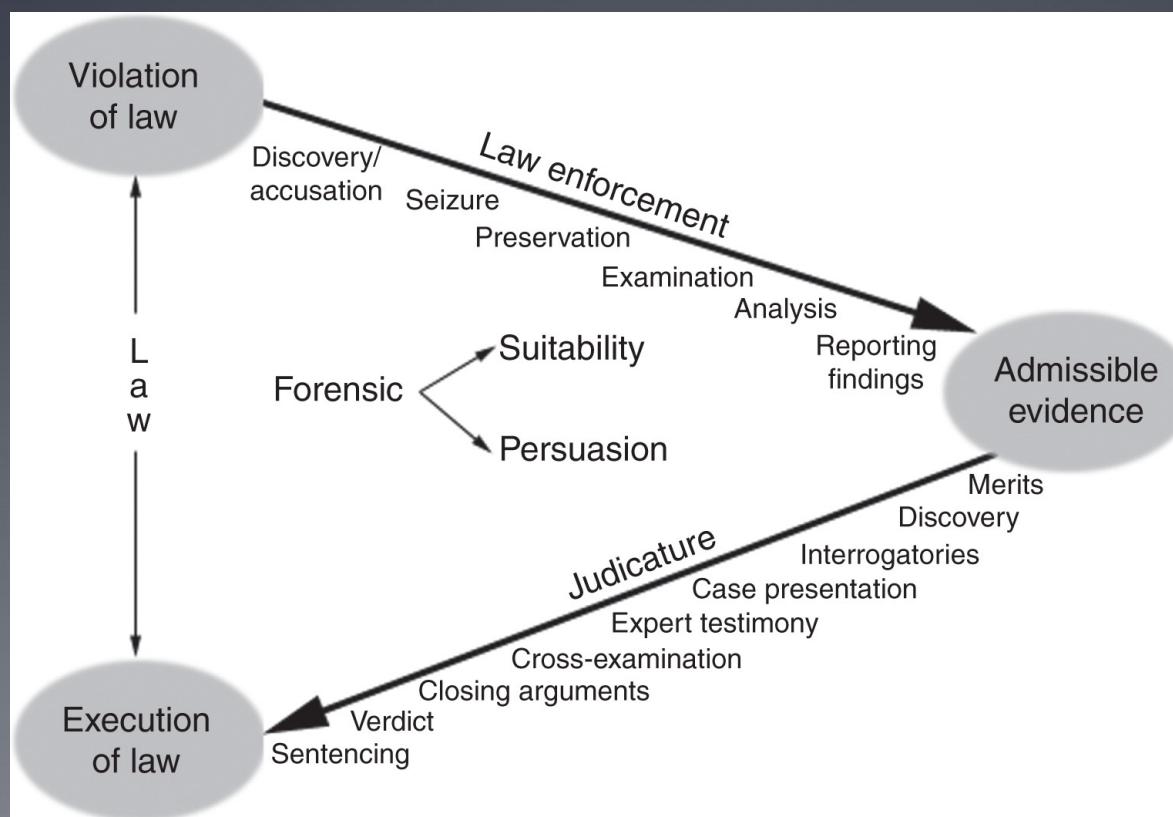 Violation
of law
Law enforcement
Discovery/
accusation
Seizure
Preservation
Examination
Analysis
Reporting
findings
Admissible
evidence
Law
Forensic
Suitability
Persuasion
Merits
Discovery
Interrogatories
Judicature
Case presentation
Expert testimony
Cross-examination
Closing arguments
Verdict
Sentencing
Execution
of law